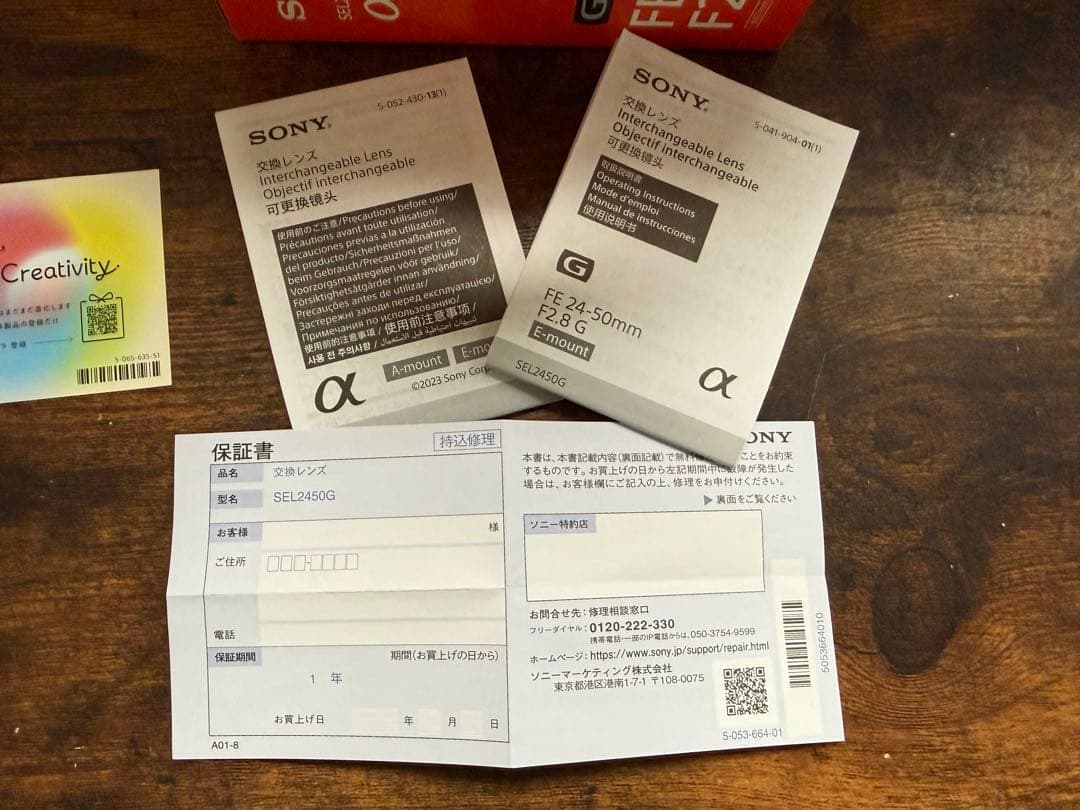 SONY
α
G
5-052-430-13(1)
SONY
交換レンズ
Interchangeable Lens
Objectif interchangeable
可更换镜头
使用前のご注意/Precautions before using/
Précautions avant toute utilisation/
Precauciones previas a la utilización
del producto/Sicherheitsmaßnahmen
beim Gebrauch/Precauzioni per l'uso/
Voorzorgsmaatregelen vóór gebruik/
Försiktighetsåtgärder innan användning/
Precauções antes de utilizar/
Застережні заходи перед експлуатацією/
Примечания по использованию/使用前注意事项/
使用前的注意事項/
사용 전 주의사항/
A-mount
©2023 Sony
α
SONY
5-041-904-01(1)
交換レンズ
Interchangeable Lens
Objectif interchangeable
可更换镜头
取扱説明書
Operating Instructions
Mode d'emploi
Manual de instrucciones
使用说明书
G
FE 24-50mm
F2.8 G
E-mount
SEL2450G
α
Creativity
登録
5-065-635-51
保証書
持込修理
品名 交換レンズ
型名 SEL2450G
お客様 様
ご住所
電話
保証期間 期間(お買上げの日から)
1 年
お買上げ日 年 月 日
A01-8
本書は、本書記載内容(裏面記載)で無料
ことをお約束
するものです。お買上げの日から左記期間中に故障が発生した
場合は、お客様欄にご記入の上、修理をお申付けください。
▶裏面をご覧ください
ソニー特約店
お問合せ先:修理相談窓口
フリーダイヤル:0120-222-330
携帯電話・一部のIP電話からは、050-3754-9599
ホームページ:https://www.sony.jp/support/repair.html
ソニーマーケティング株式会社
東京都港区港南1-7-1 〒108-0075
5053664010
5-053-664-01